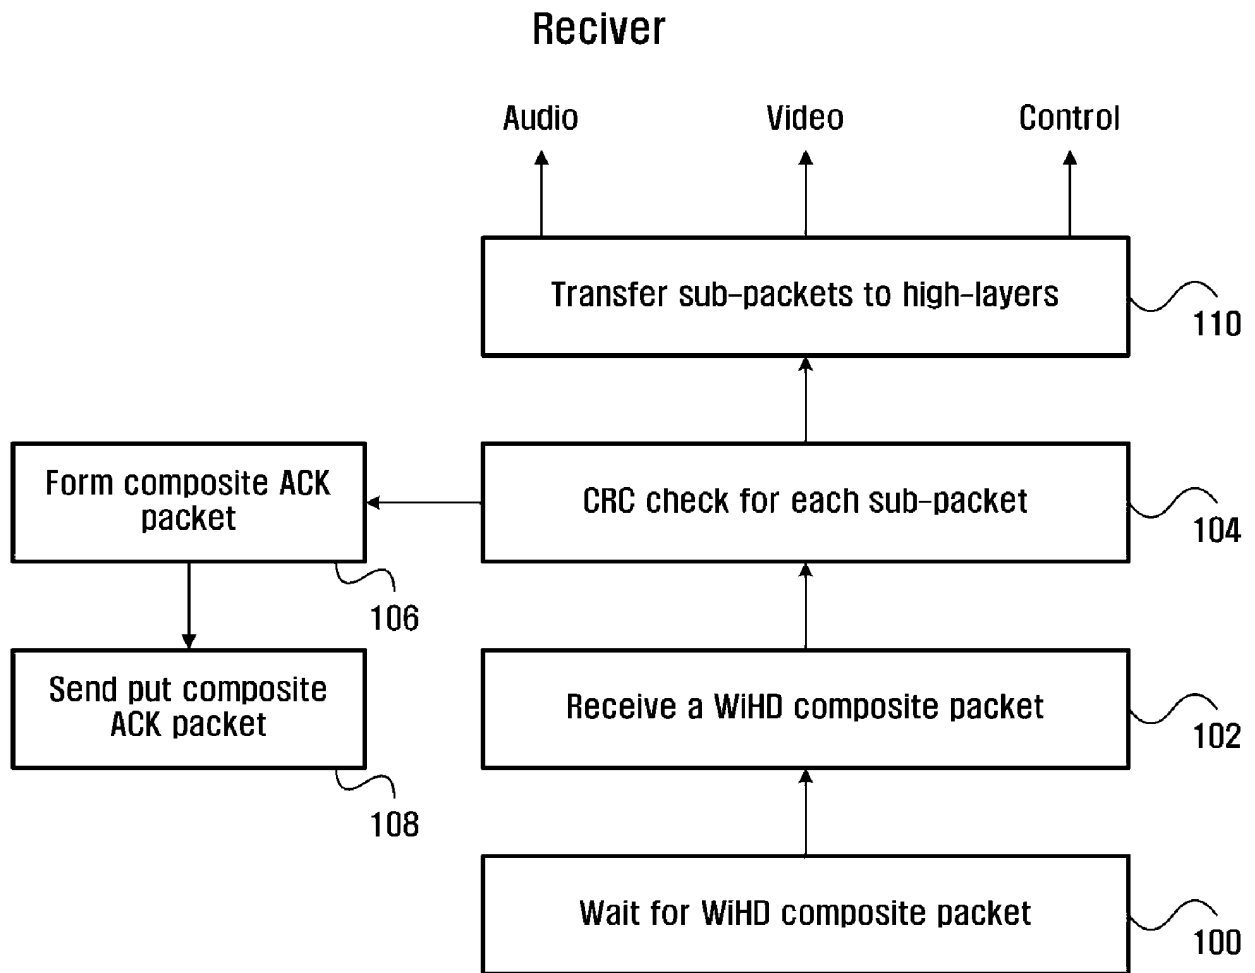 Reciver
Audio
Video
Control
Transfer sub-packets to high-layers
110
Form composite ACK
packet
CRC check for each sub-packet
104
106
Send put composite
ACK packet
Receive a WiHD composite packet
102
108
Wait for WiHD composite packet
100